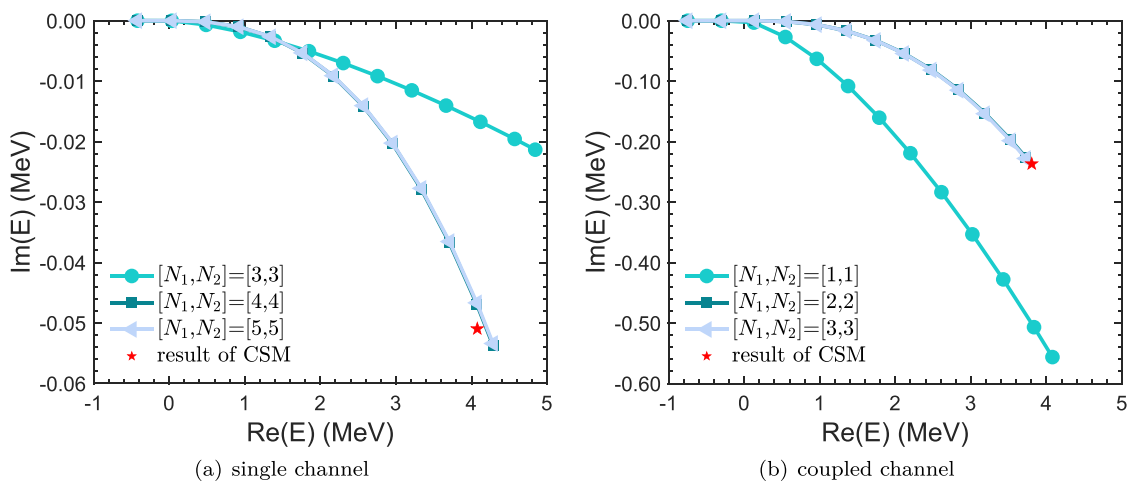 0.00
-0.01
-0.02
-0.03
-0.04
-0.05
-0.06
Im(E) (MeV)
[N₁,N₂]=[3,3]
[N₁,N₂]=[4,4]
[N₁,N₂]=[5,5]
result of CSM
-1 0 1 2 3 4 5
Re(E) (MeV)
(a) single channel
0.00
-0.10
-0.20
-0.30
-0.40
-0.50
-0.60
Im(E) (MeV)
[N₁,N₂]=[1,1]
[N₁,N₂]=[2,2]
[N₁,N₂]=[3,3]
result of CSM
-1 0 1 2 3 4 5
Re(E) (MeV)
(b) coupled channel